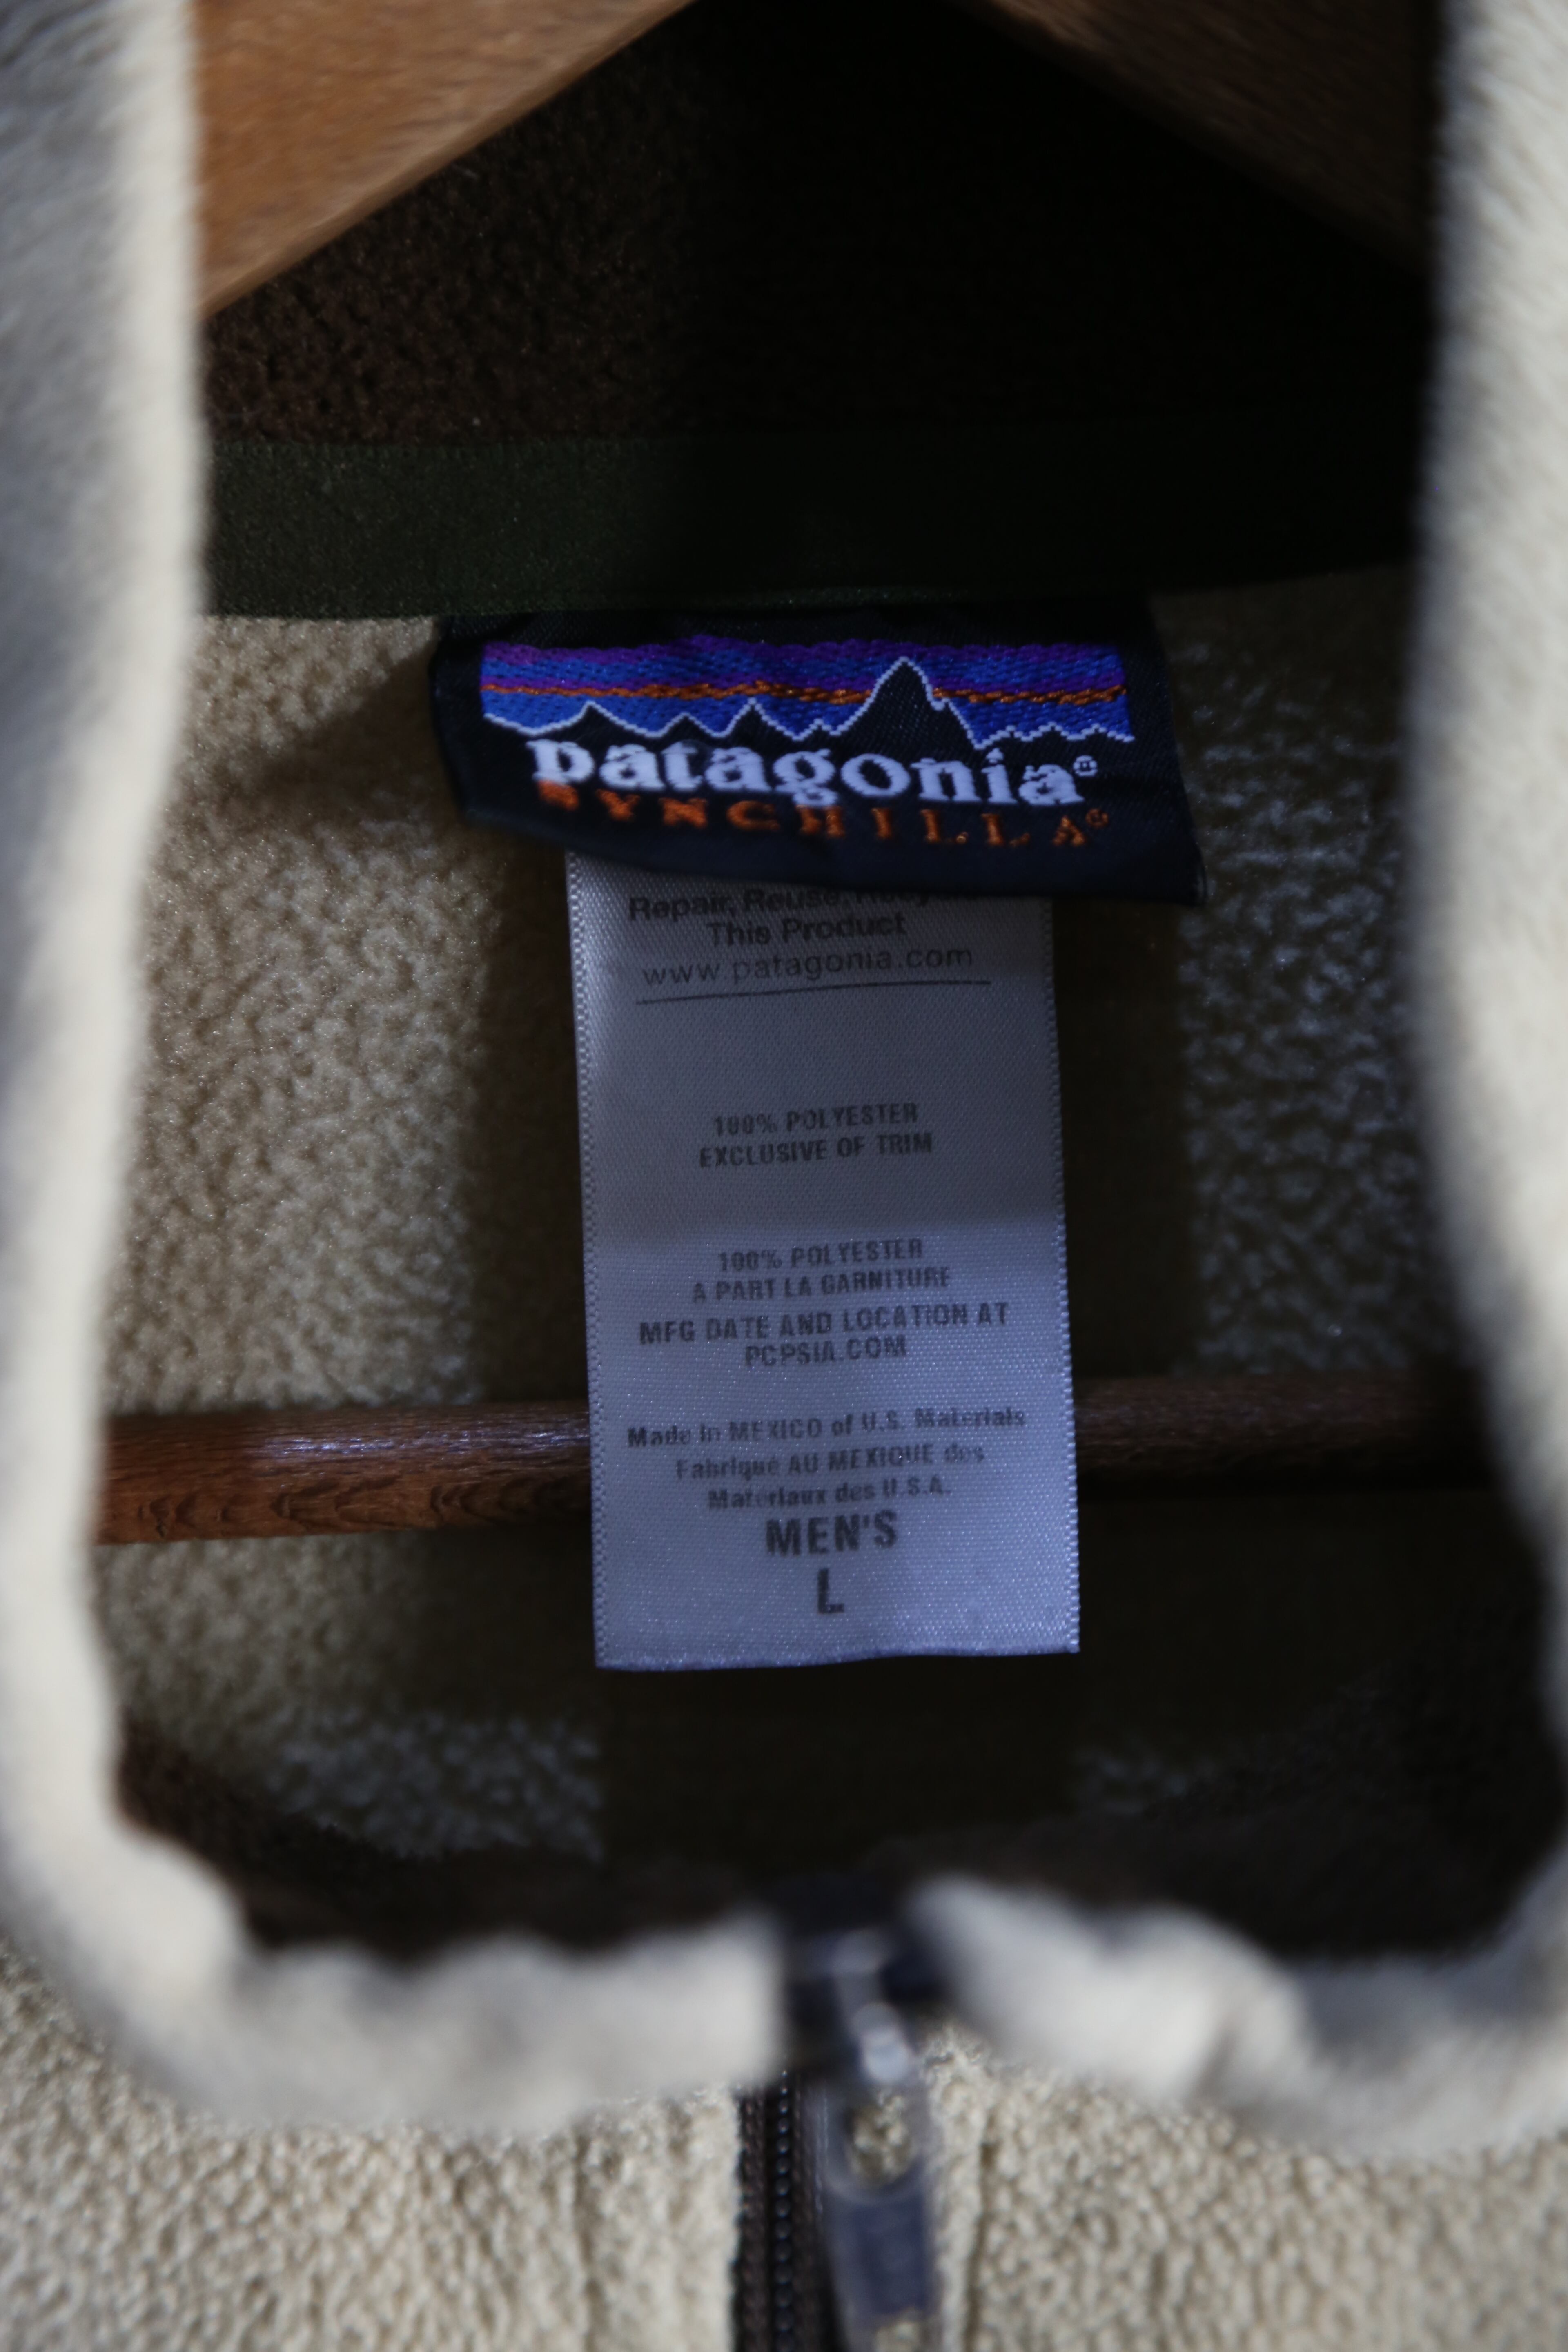 patagonia®
SYNCHILLA®
Repair, Reuse, Recycle
This Product
www.patagonia.com
100% POLYESTER
EXCLUSIVE OF TRIM
100% POLYESTER
À PART LA GARNITURE
MFG DATE AND LOCATION AT
PCPSIA.COM
Made in MEXICO of U.S. Materials
Fabriqué AU MEXIQUE des
Matériaux des U.S.A.
MEN'S
L